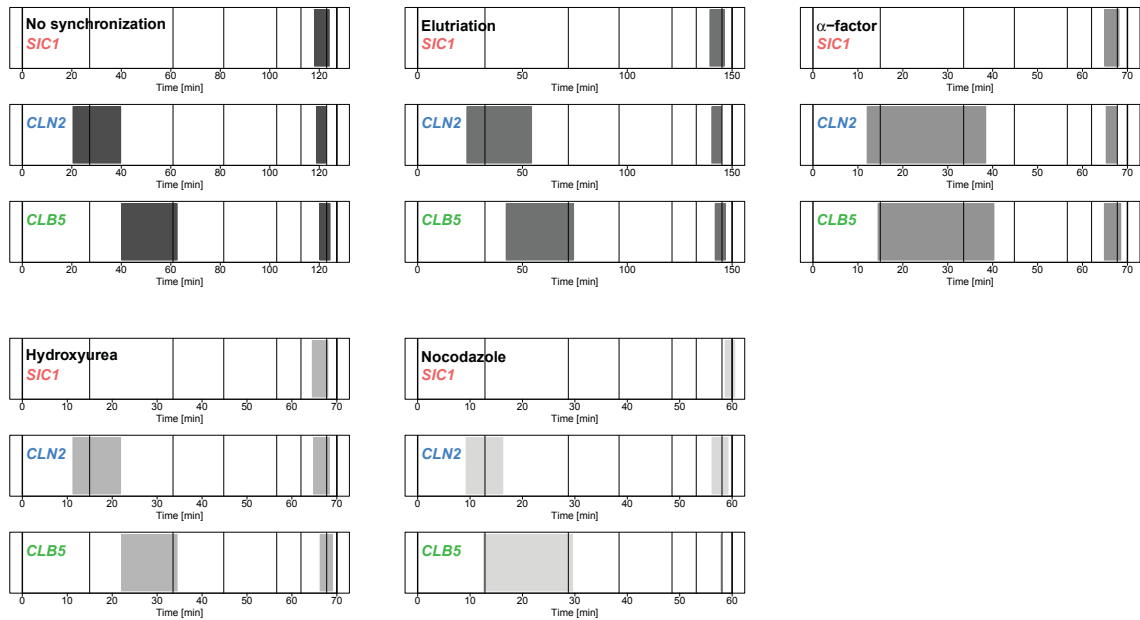 No synchronization
SIC1
0 20 40 60 80 100 120
Time [min]
CLN2
0 20 40 60 80 100 120
Time [min]
CLB5
0 20 40 60 80 100 120
Time [min]
Elutriation
SIC1
0 50 100 150
Time [min]
CLN2
0 50 100 150
Time [min]
CLB5
0 50 100 150
Time [min]
α−factor
SIC1
0 10 20 30 40 50 60 70
Time [min]
CLN2
0 10 20 30 40 50 60 70
Time [min]
CLB5
0 10 20 30 40 50 60 70
Time [min]
Hydroxyurea
SIC1
0 10 20 30 40 50 60 70
Time [min]
CLN2
0 10 20 30 40 50 60 70
Time [min]
CLB5
0 10 20 30 40 50 60 70
Time [min]
Nocodazole
SIC1
0 10 20 30 40 50 60
Time [min]
CLN2
0 10 20 30 40 50 60
Time [min]
CLB5
0 10 20 30 40 50 60
Time [min]